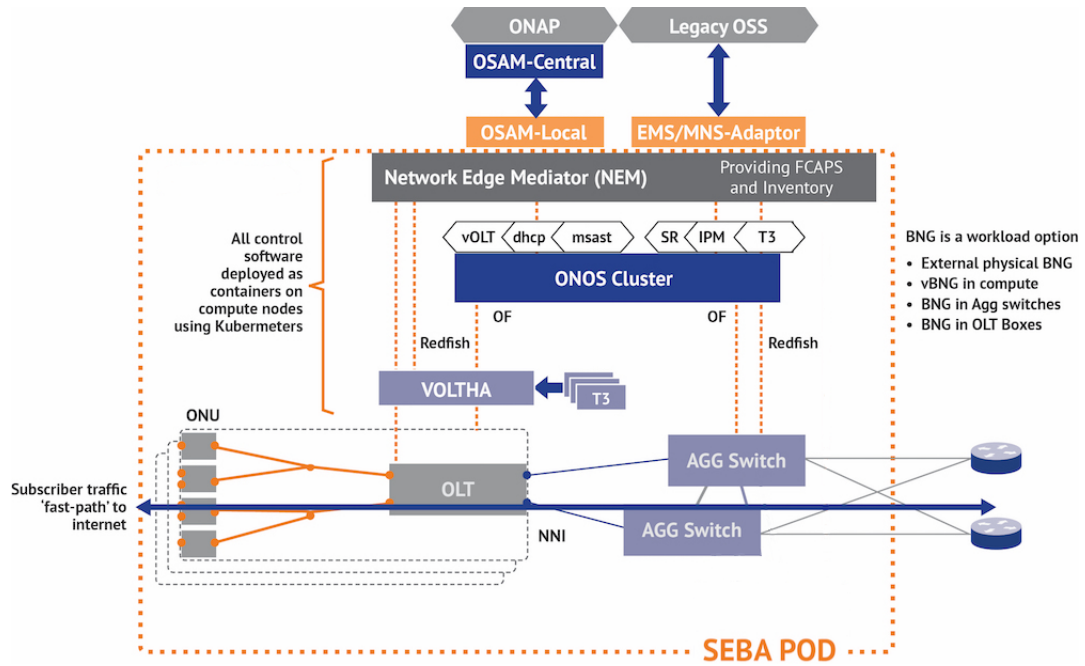 ONAP
Legacy OSS
OSAM-Central
OSAM-Local
EMS/MNS-Adaptor
Network Edge Mediator (NEM)
Providing FCAPS
and Inventory
All control
software
deployed as
containers on
compute nodes
using Kubermeters
vOLT
dhcp
msast
SR
IPM
T3
ONOS Cluster
BNG is a workload option
• External physical BNG
• vBNG in compute
• BNG in Agg switches
• BNG in OLT Boxes
OF
OF
Redfish
Redfish
VOLTHA
T3
ONU
OLT
AGG Switch
AGG Switch
Subscriber traffic
‘fast-path’ to
internet
NNI
SEBA POD